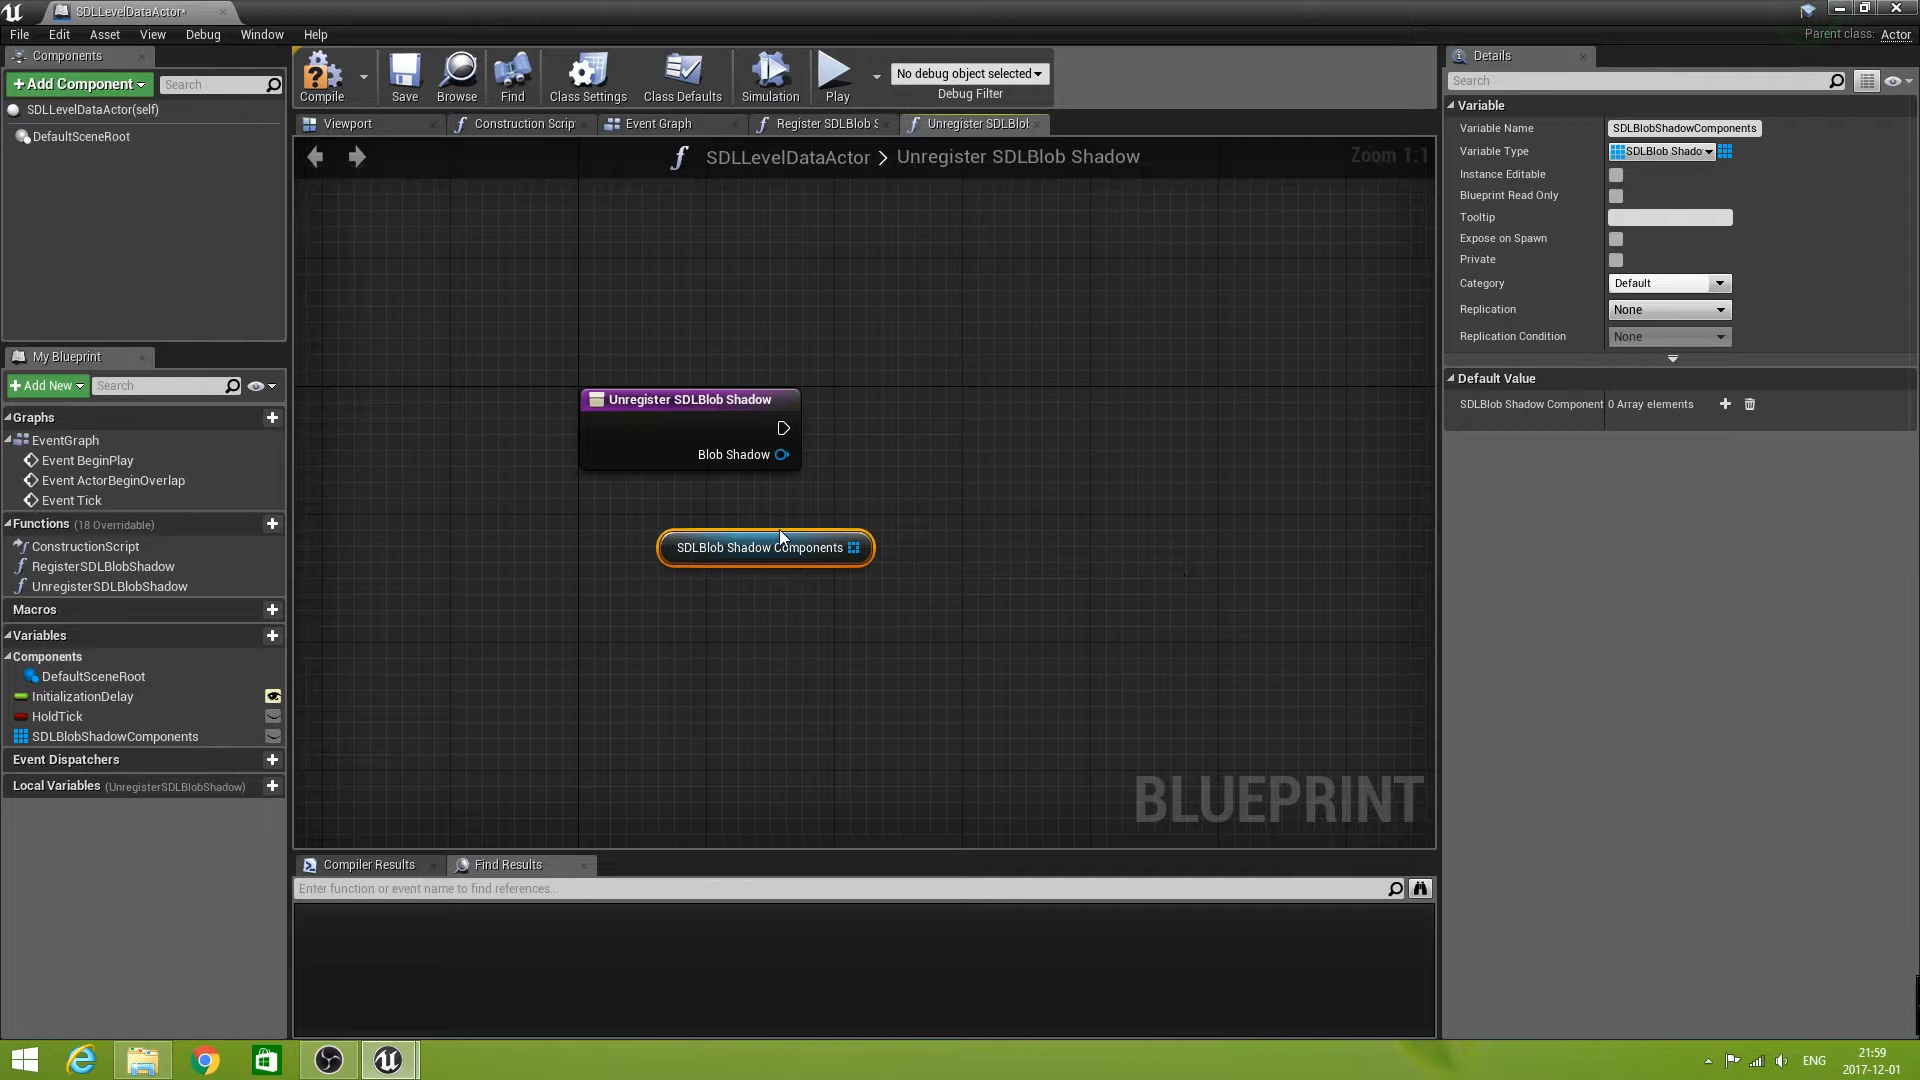 SDLLevelDataActor*
File Edit Asset View Debug Window Help
Parent class: Actor
Components
+Add Component
Search
SDLLevelDataActor(self)
DefaultSceneRoot
Compile
Save
Browse
Find
Class Settings
Class Defaults
Simulation
Play
No debug object selected
Debug Filter
Viewport
Construction Scrip
Event Graph
Register SDLBlob S
Unregister SDLBlob
SDLLevelDataActor > Unregister SDLBlob Shadow
Zoom 1:1
Unregister SDLBlob Shadow
Blob Shadow
SDLBlob Shadow Components
BLUEPRINT
My Blueprint
+Add New
Search
Graphs
EventGraph
Event BeginPlay
Event ActorBeginOverlap
Event Tick
Functions (18 Overridable)
ConstructionScript
RegisterSDLBlobShadow
UnregisterSDLBlobShadow
Macros
Variables
Components
DefaultSceneRoot
InitializationDelay
HoldTick
SDLBlobShadowComponents
Event Dispatchers
Local Variables (UnregisterSDLBlobShadow)
Compiler Results
Find Results
Enter function or event name to find references...
Details
Search
Variable
Variable Name SDLBlobShadowComponents
Variable Type SDLBlob Shado
Instance Editable
Blueprint Read Only
Tooltip
Expose on Spawn
Private
Category Default
Replication None
Replication Condition None
Default Value
SDLBlob Shadow Component 0 Array elements
ENG
21:59
2017-12-01